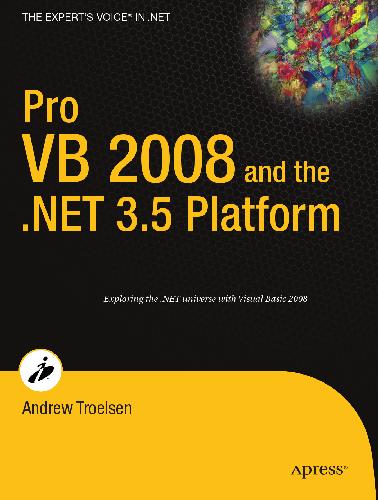 THE EXPERT'S VOICE® IN .NET
Pro
VB 2008 and the
.NET 3.5 Platform
Exploring the .NET universe with Visual Basic 2008
Andrew Troelsen
Apress®